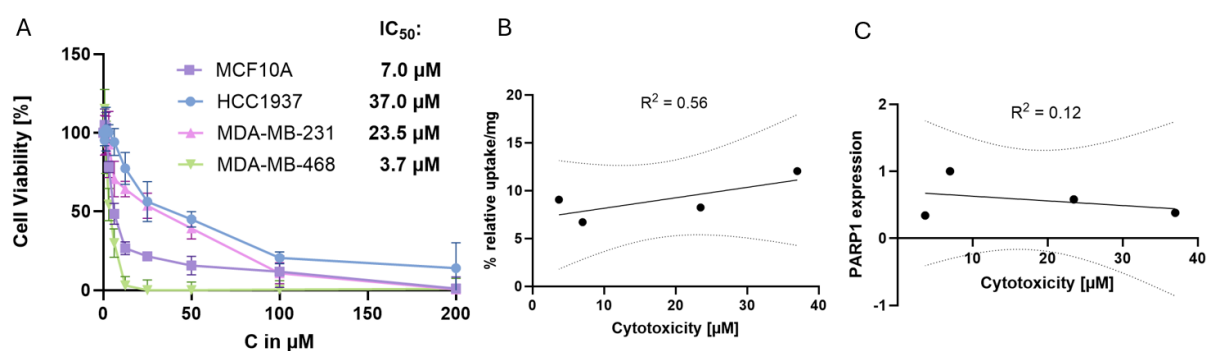 A
IC50:
MCF10A 7.0 µM
HCC1937 37.0 µM
MDA-MB-231 23.5 µM
MDA-MB-468 3.7 µM
Cell Viability [%]
150
100
50
0
0 50 100 150 200
C in µM
B
R² = 0.56
% relative uptake/mg
20
15
10
5
0
0 10 20 30 40
Cytotoxicity [µM]
C
R² = 0.12
PARP1 expression
2
1
0
-1
10 20 30 40
Cytotoxicity [µM]